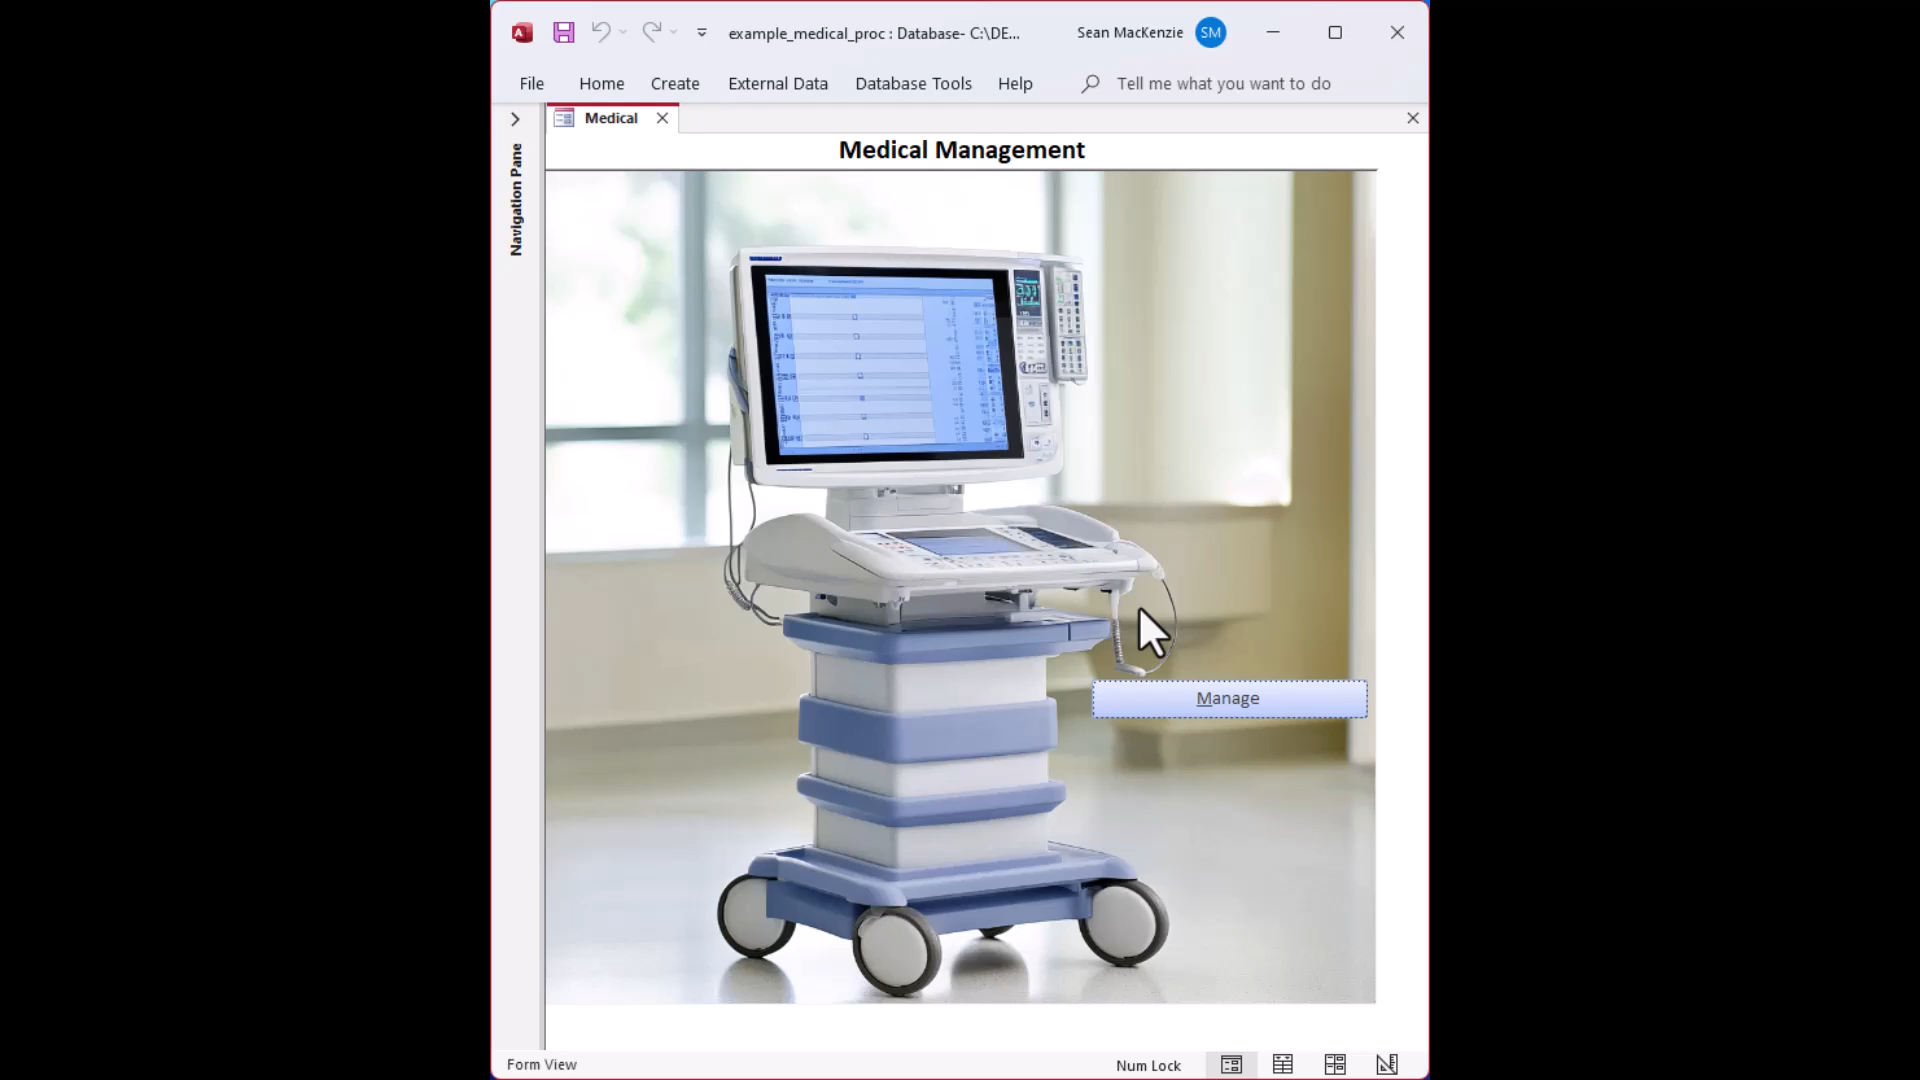 example_medical_proc : Database- C:\DE...
Sean MacKenzie
SM
File
Home
Create
External Data
Database Tools
Help
Tell me what you want to do
Medical
Navigation Pane
Medical Management
Manage
Form View
Num Lock